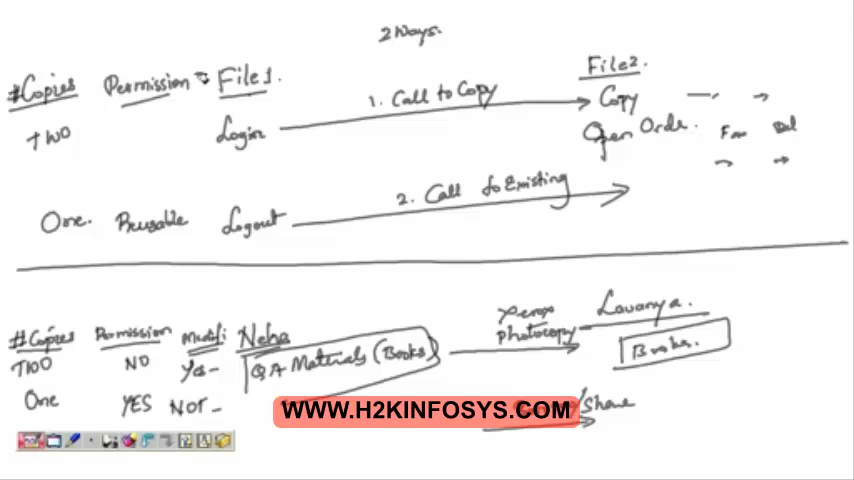 2 Ways.
#Copies Permission File1. File2.
1. Call to Copy
TWO Login Copy
Open Orde.
One. Reusable Logout 2. Call to Existing
#Copies Permission Modifi Neha Xerox Lavanya.
photocopy
TWO NO Yes QA Materials (Books) Books.
One YES NOT WWW.H2KINFOSYS.COM /Share